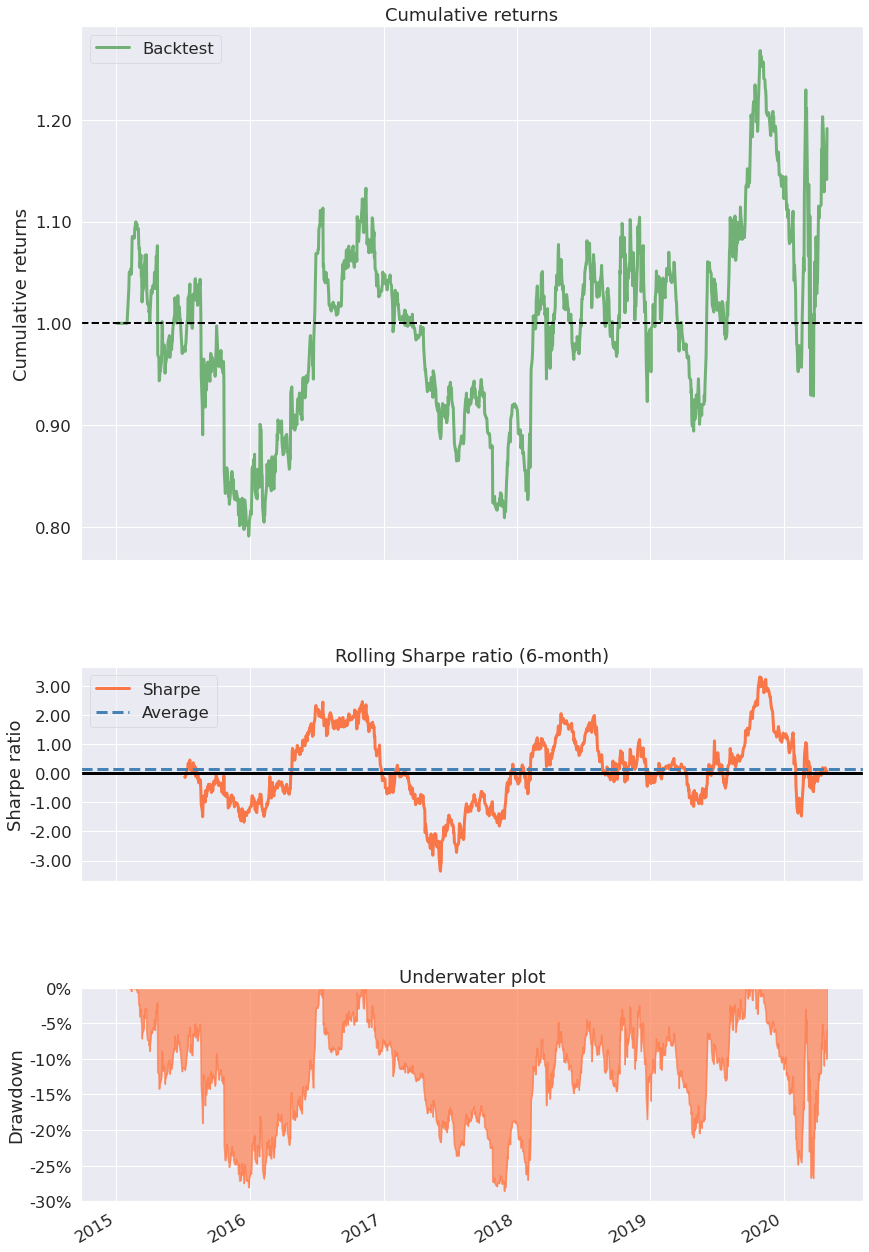 Cumulative returns
Backtest
1.20
1.10
1.00
0.90
0.80
Cumulative returns
Rolling Sharpe ratio (6-month)
Sharpe
Average
3.00
2.00
1.00
0.00
-1.00
-2.00
-3.00
Sharpe ratio
Underwater plot
0%
-5%
-10%
-15%
-20%
-25%
-30%
Drawdown
2015
2016
2017
2018
2019
2020